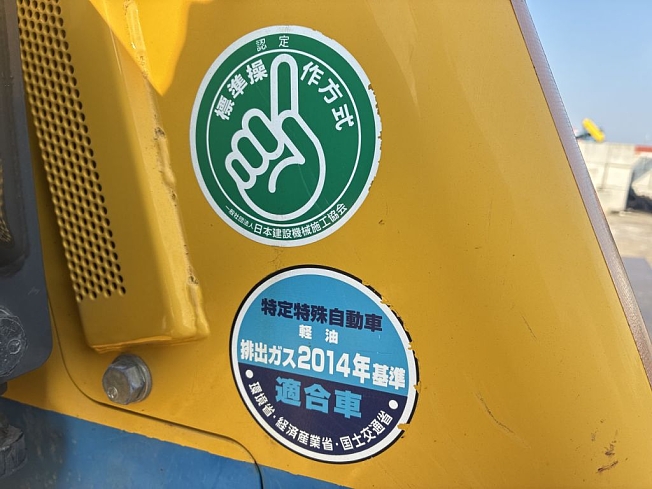 認定
標準操作方式
一般社団法人日本建設機械施工協会
特定特殊自動車
軽油
排出ガス2014年基準
適合車
・環境省・経済産業省・国土交通省・